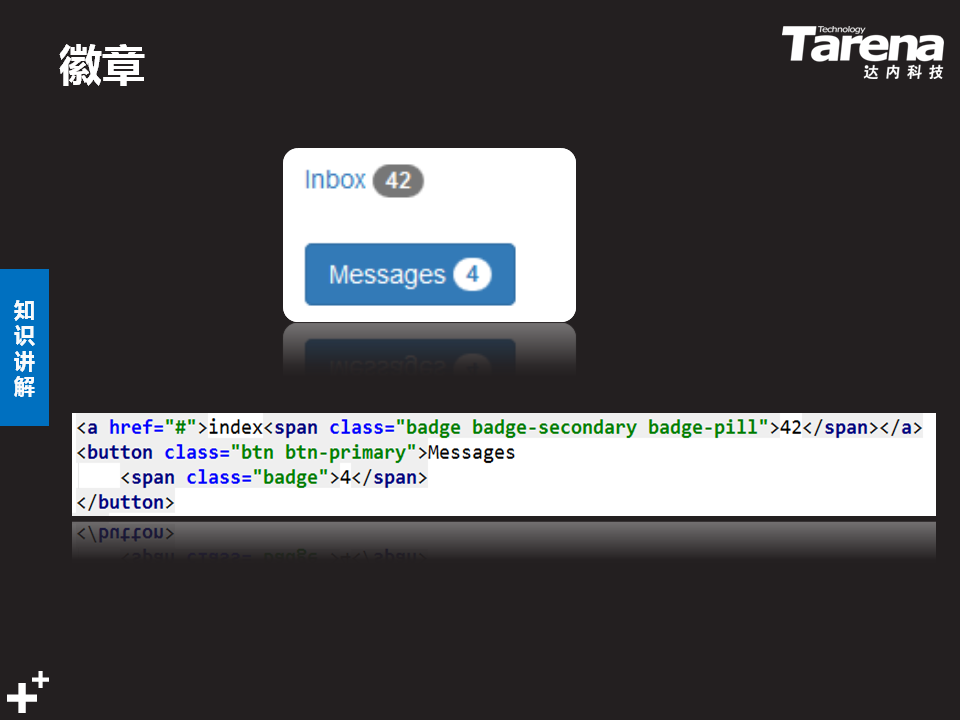 徽章
Technology
Tarena
达内科技
Inbox 42
Messages 4
知识讲解
<a href="#">index<span class="badge badge-secondary badge-pill">42</span></a>
<button class="btn btn-primary">Messages
    <span class="badge">4</span>
</button>